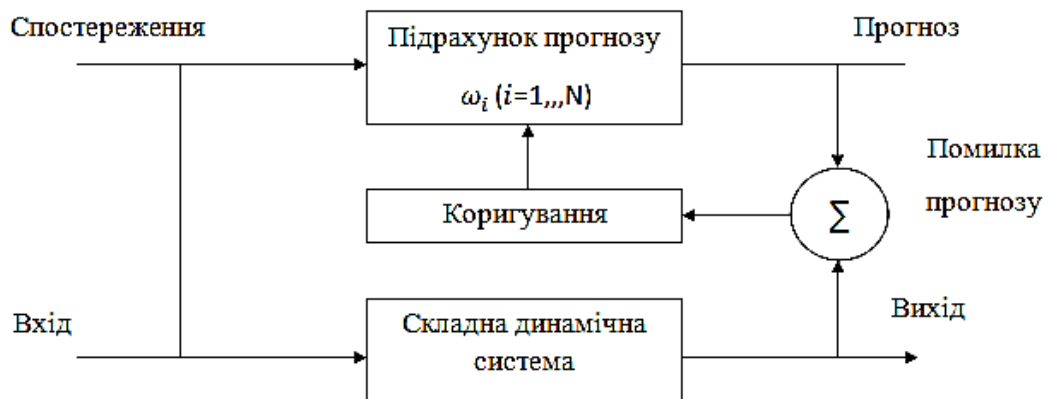 Спостереження
Підрахунок прогнозу
ω𝑖 (𝑖=1,,,N)
Прогноз
Помилка
прогнозу
Коригування
Σ
Вхід
Складна динамічна
система
Вихід